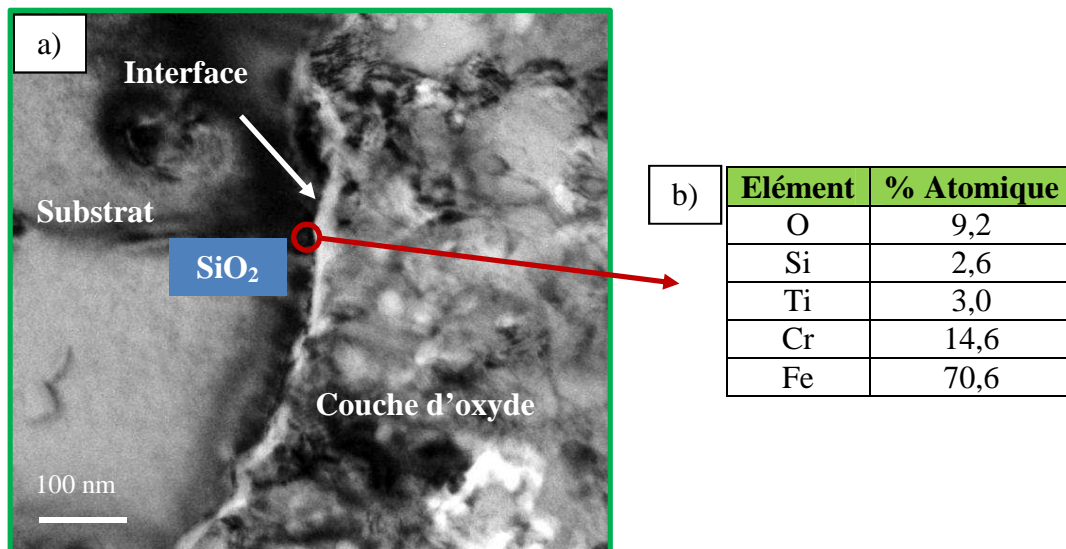 a)
Interface
Substrat
SiO₂
Couche d'oxyde
100 nm
b)
Elément % Atomique
O 9,2
Si 2,6
Ti 3,0
Cr 14,6
Fe 70,6